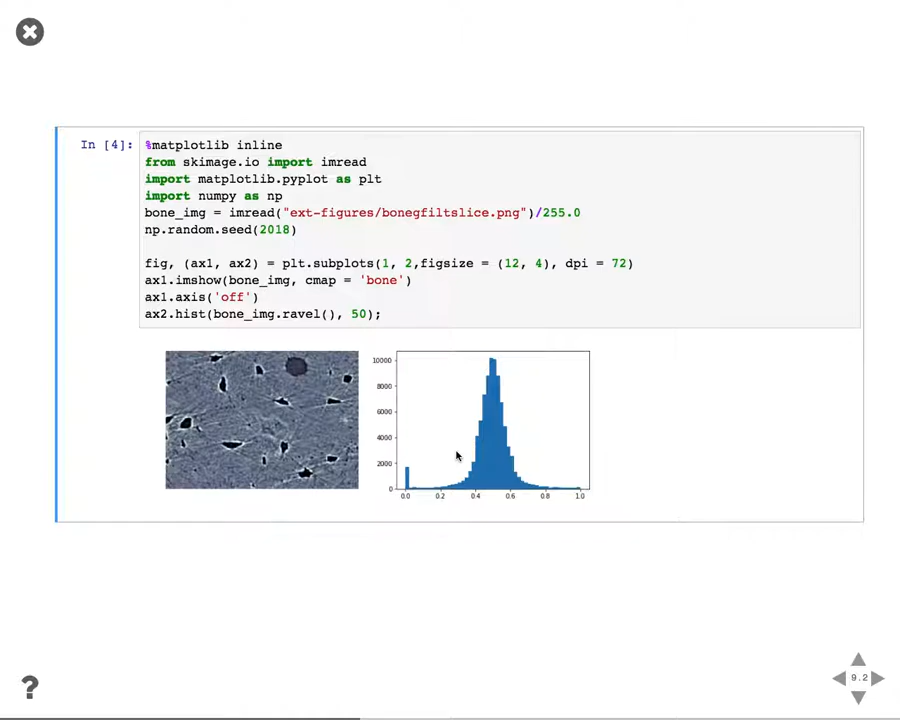 In [4]:
%matplotlib inline
from skimage.io import imread
import matplotlib.pyplot as plt
import numpy as np
bone_img = imread("ext-figures/bonegfiltslice.png")/255.0
np.random.seed(2018)
fig, (ax1, ax2) = plt.subplots(1, 2,figsize = (12, 4), dpi = 72)
ax1.imshow(bone_img, cmap = 'bone')
ax1.axis('off')
ax2.hist(bone_img.ravel(), 50);
10000
8000
6000
4000
2000
0
0.0 0.2 0.4 0.6 0.8 1.0
?
9.2